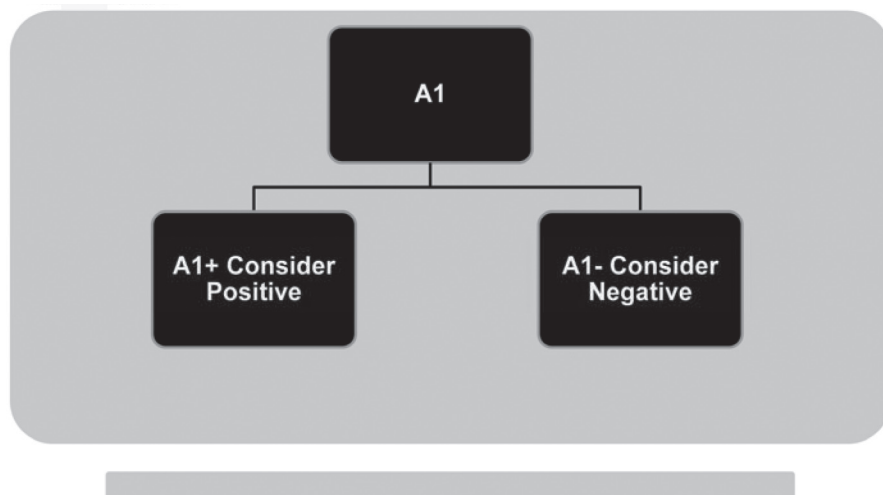 A1
A1+ Consider
Positive
A1- Consider
Negative